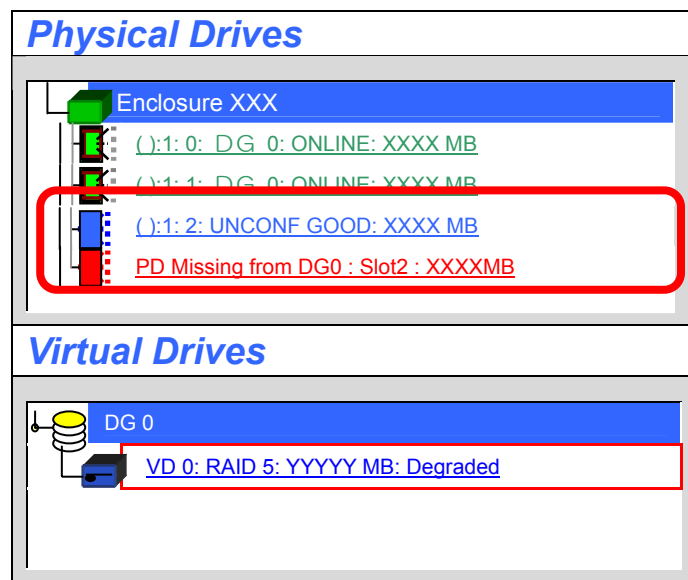 Physical Drives
Enclosure XXX
( ):1: 0: DG 0: ONLINE: XXXX MB
( ):1: 1: DG 0: ONLINE: XXXX MB
( ):1: 2: UNCONF GOOD: XXXX MB
PD Missing from DG0 : Slot2 : XXXXMB
Virtual Drives
DG 0
VD 0: RAID 5: YYYYY MB: Degraded